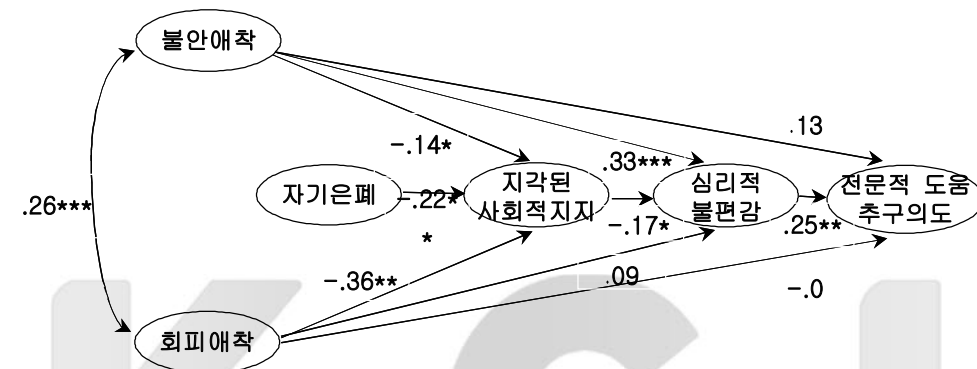 불안애착
.13
-.14*
.33***
자기은폐
-.22*
*
지각된
사회적지지
심리적
불편감
전문적 도움
추구의도
.26***
-.17*
.25**
-.36**
.09
-.0
회피애착